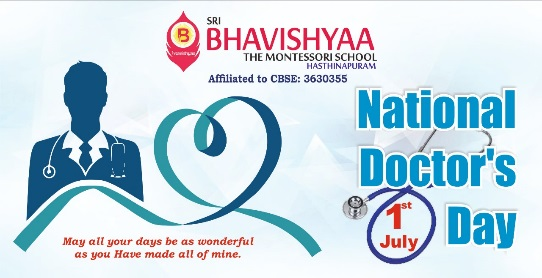 SRI
B
BHAVISHYAA
THE MONTESSORI SCHOOL
HASTHINAPURAM
Affiliated to CBSE: 3630355
National
Doctor's
1st
July
Day
May all your days be as wonderful
as you Have made all of mine.